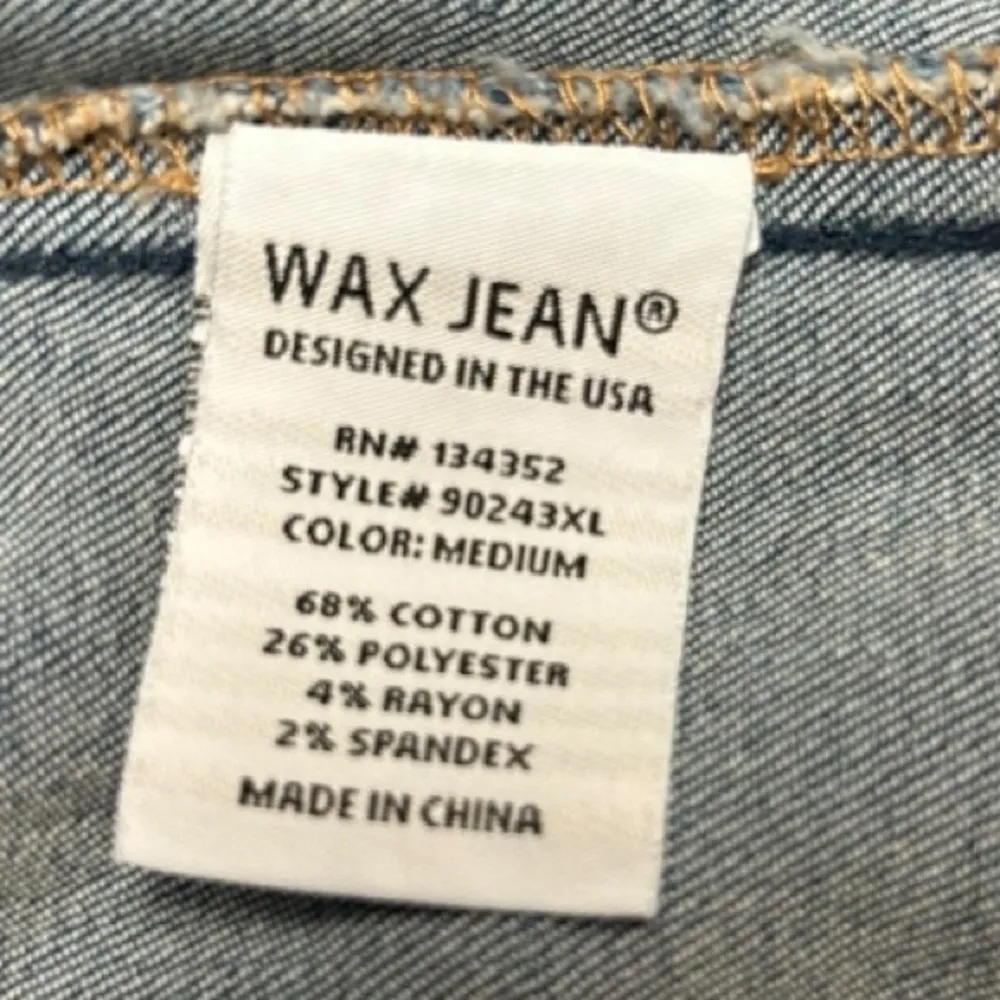 WAX JEAN®
DESIGNED IN THE USA
RN# 134352
STYLE# 90243XL
COLOR: MEDIUM
68% COTTON
26% POLYESTER
4% RAYON
2% SPANDEX
MADE IN CHINA